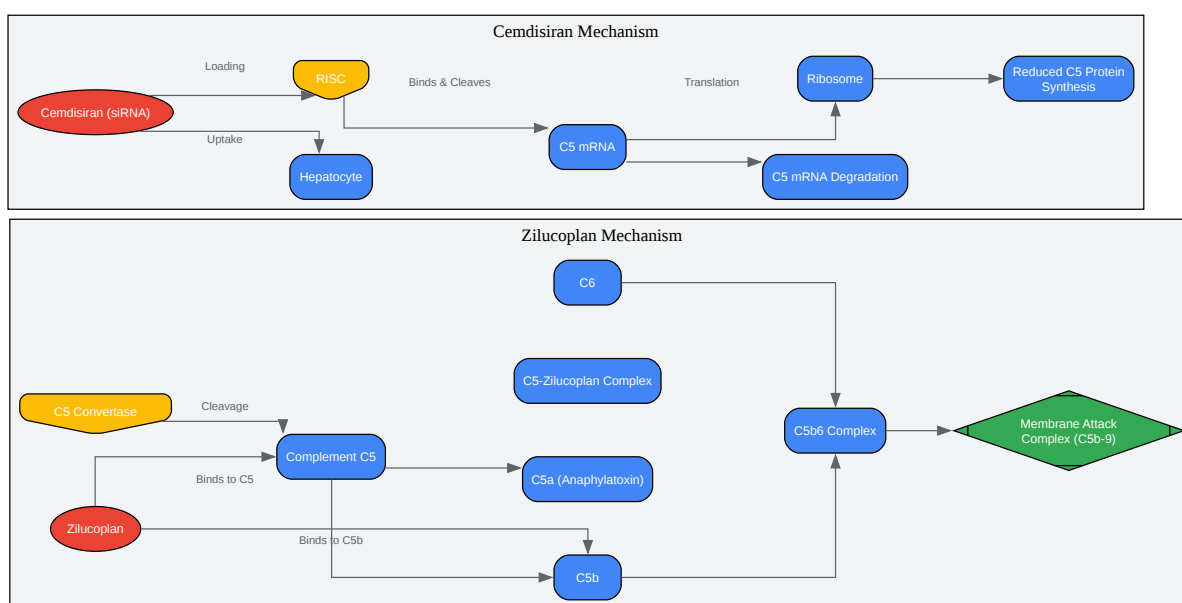 Cemdisiran Mechanism
Loading
RISC
Binds & Cleaves
Translation
Ribosome
Reduced C5 Protein
Synthesis
Cemdisiran (siRNA)
Uptake
C5 mRNA
Hepatocyte
C5 mRNA Degradation
Zilucoplan Mechanism
C6
C5-Zilucoplan Complex
C5 Convertase
Cleavage
C5b6 Complex
Membrane Attack
Complex (C5b-9)
Complement C5
Binds to C5
C5a (Anaphylatoxin)
Zilucoplan
Binds to C5b
C5b